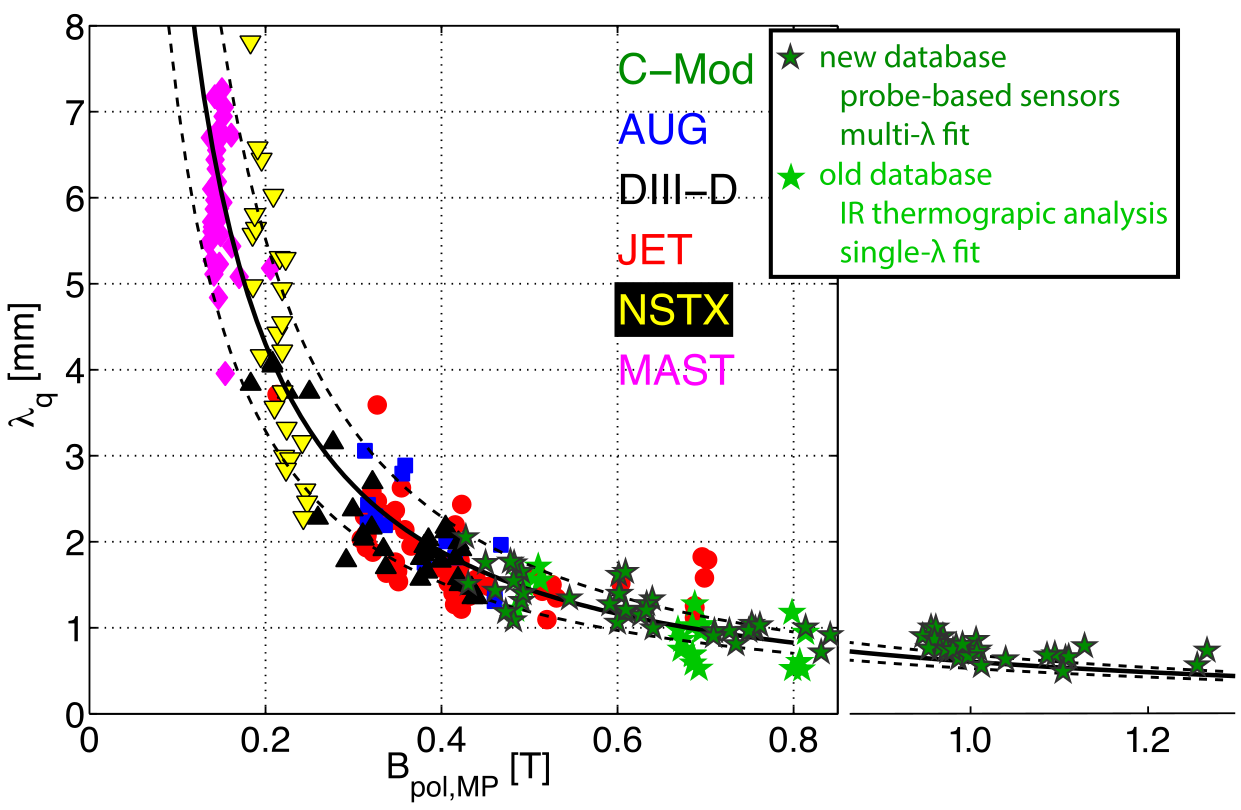 8
7
6
5
4
3
2
1
0
λq [mm]
C−Mod
AUG
DIII−D
JET
NSTX
MAST
new database
probe-based sensors
multi-λ fit
old database
IR thermograpic analysis
single-λ fit
0 0.2 0.4 0.6 0.8 1.0 1.2
Bpol,MP [T]